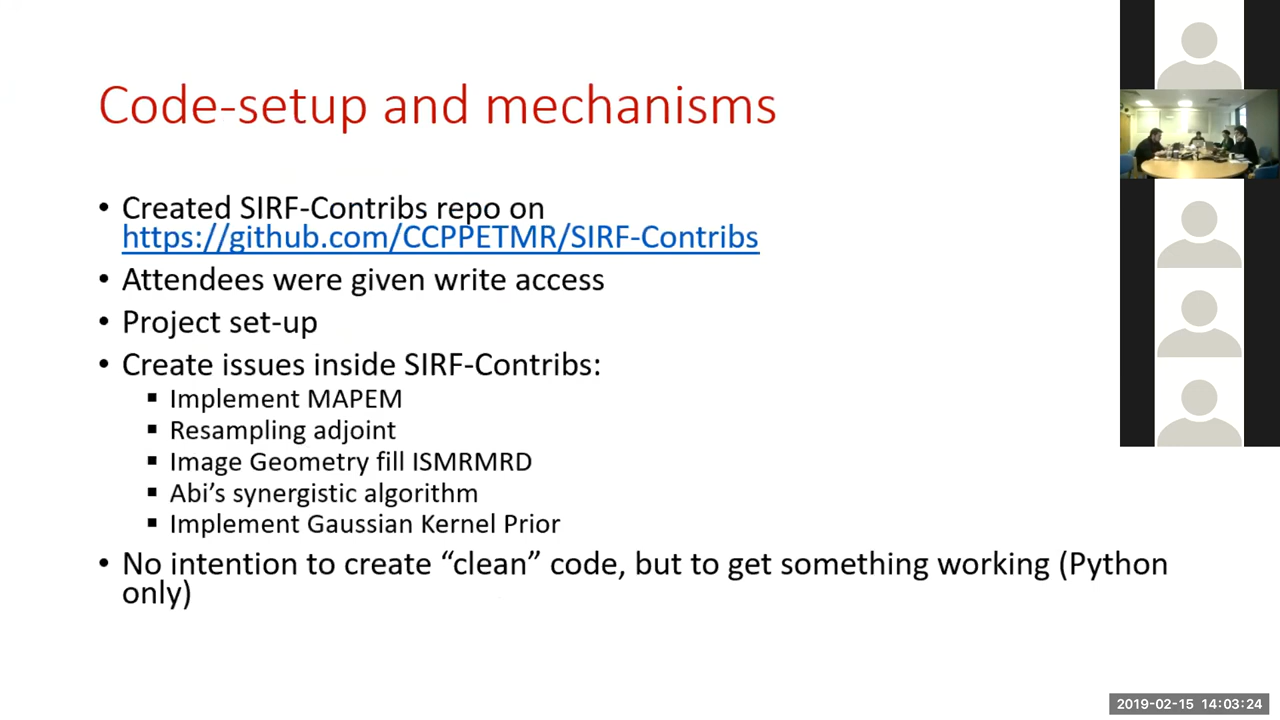 Code-setup and mechanisms
• Created SIRF-Contribs repo on
https://github.com/CCPPETMR/SIRF-Contribs
• Attendees were given write access
• Project set-up
• Create issues inside SIRF-Contribs:
▪ Implement MAPEM
▪ Resampling adjoint
▪ Image Geometry fill ISMRMRD
▪ Abi’s synergistic algorithm
▪ Implement Gaussian Kernel Prior
• No intention to create “clean” code, but to get something working (Python
only)
2019-02-15 14:03:24